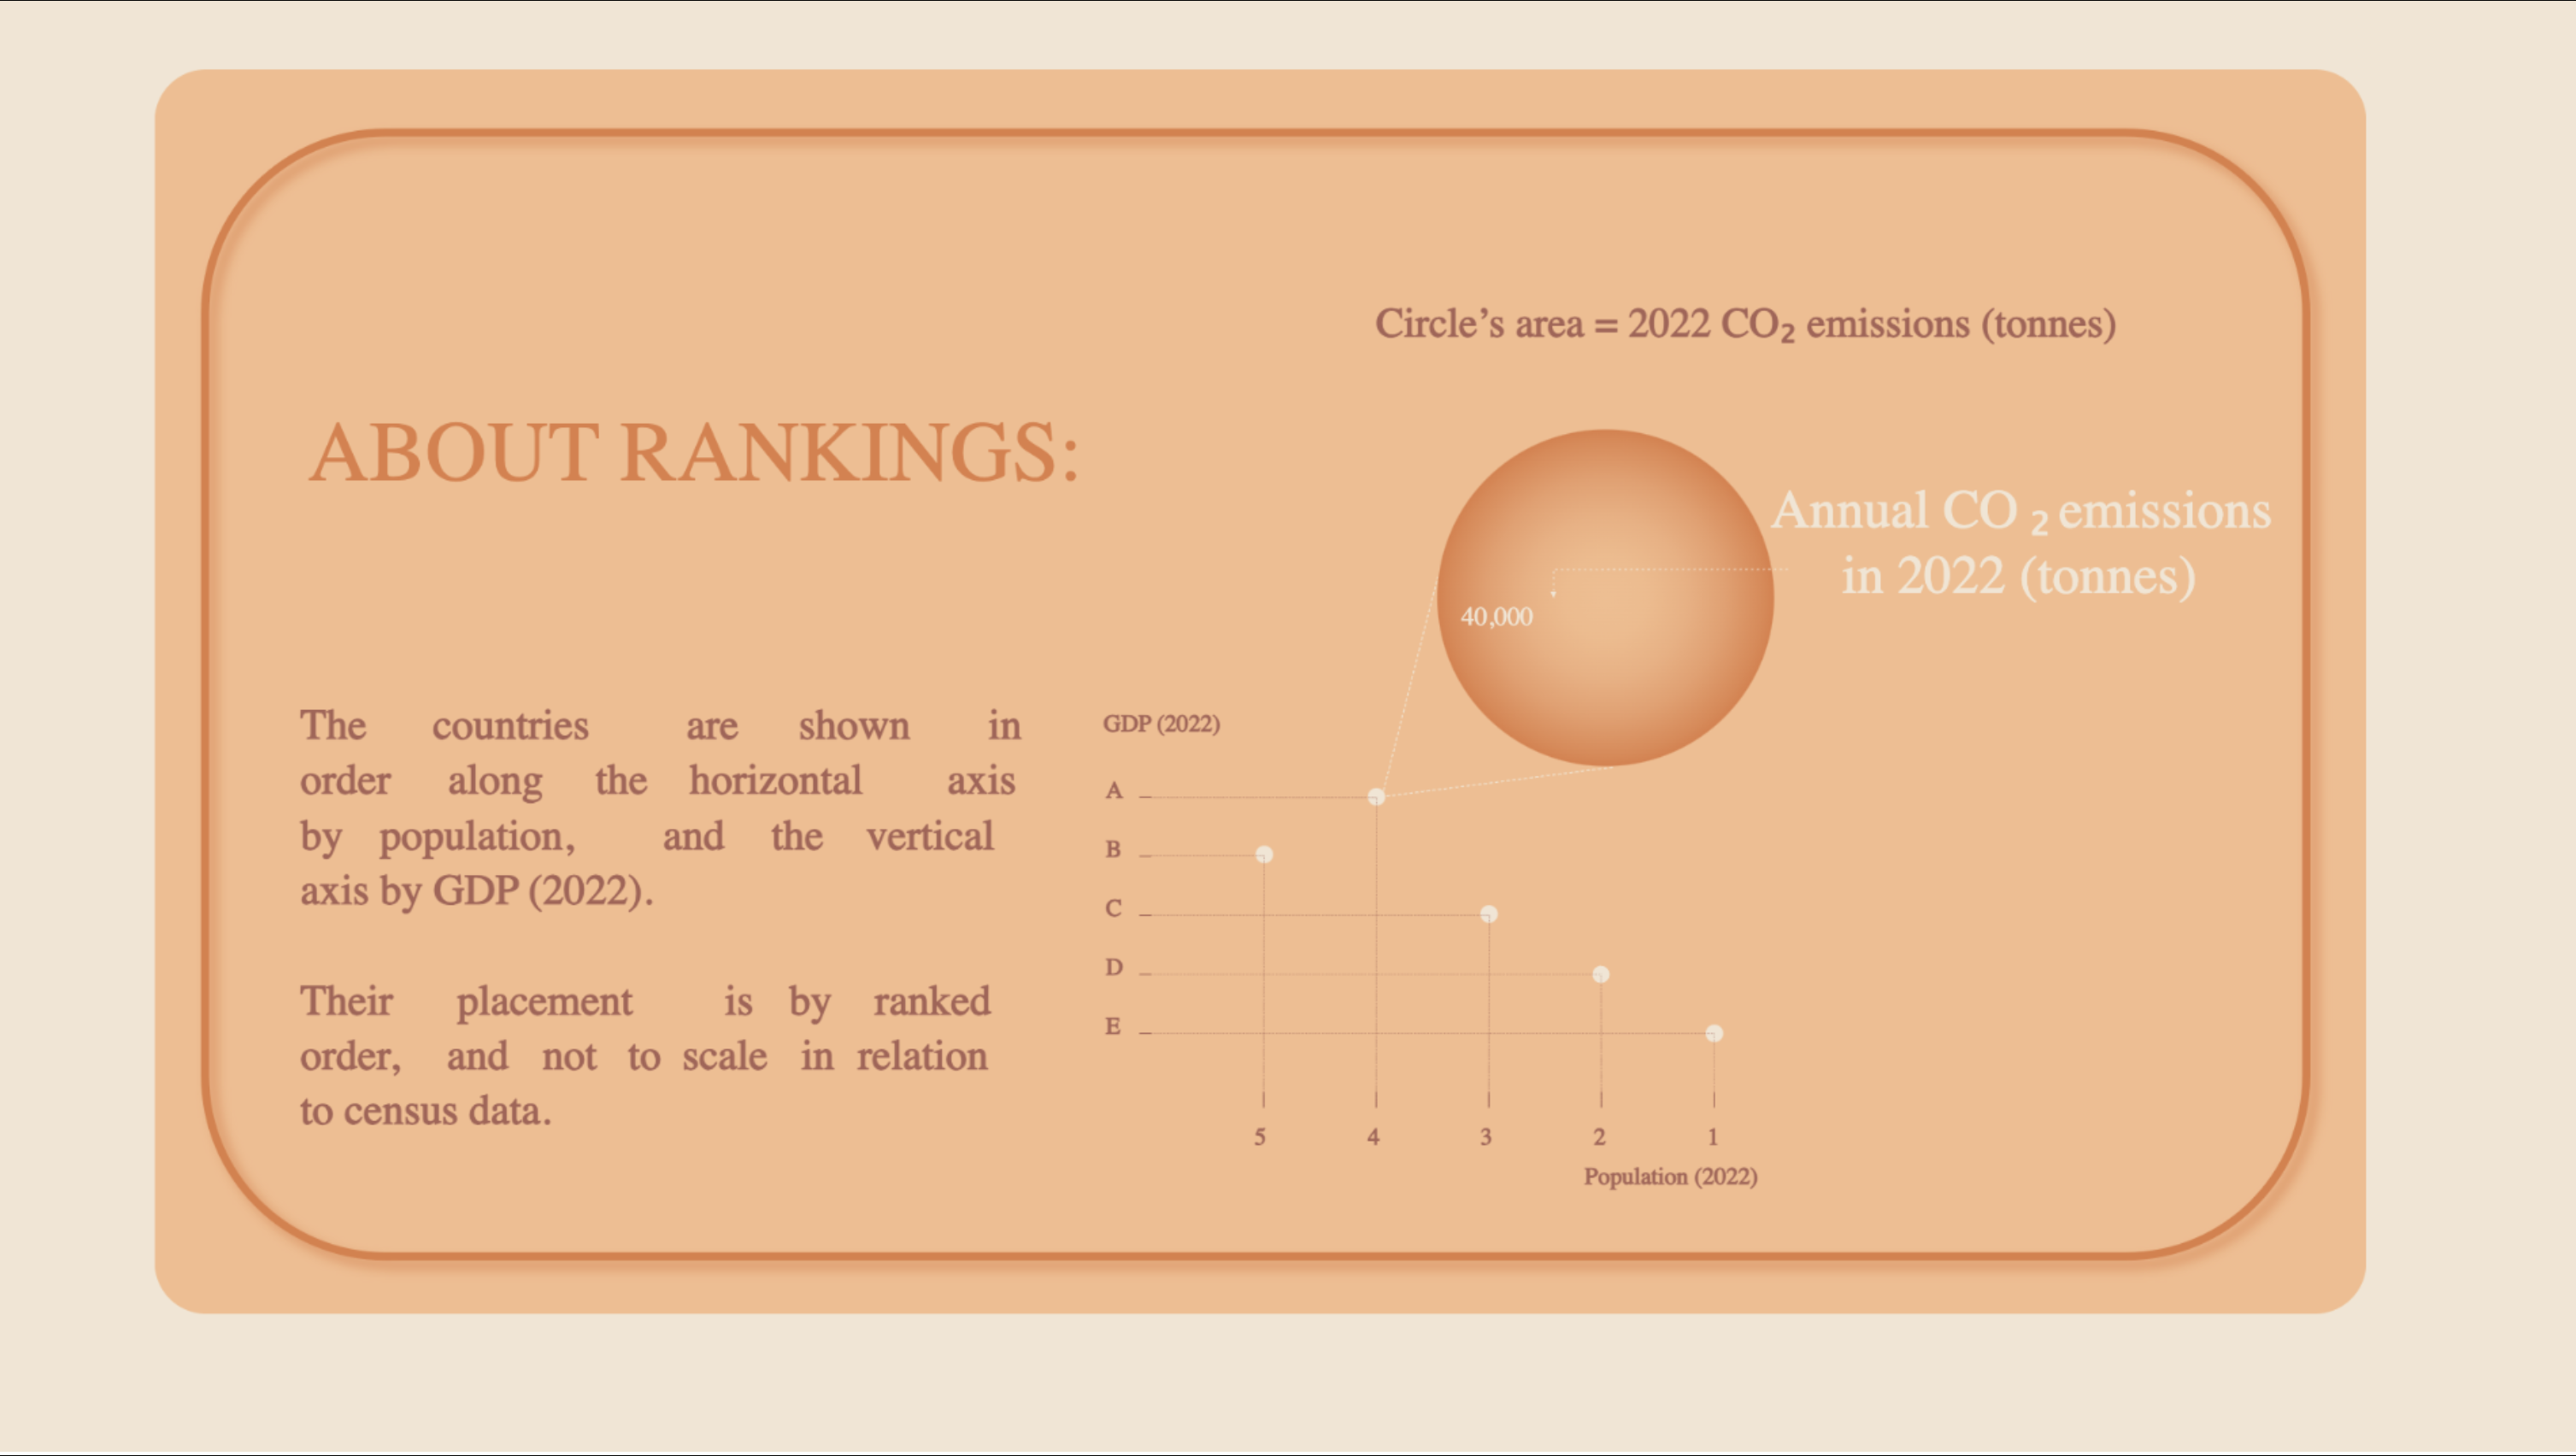 ABOUT RANKINGS:
The countries are shown in
order along the horizontal axis
by population, and the vertical
axis by GDP (2022).
Their placement is by ranked
order, and not to scale in relation
to census data.
Circle’s area = 2022 CO₂ emissions (tonnes)
Annual CO ₂ emissions
in 2022 (tonnes)
40,000
GDP (2022)
A
B
C
D
E
5 4 3 2 1
Population (2022)